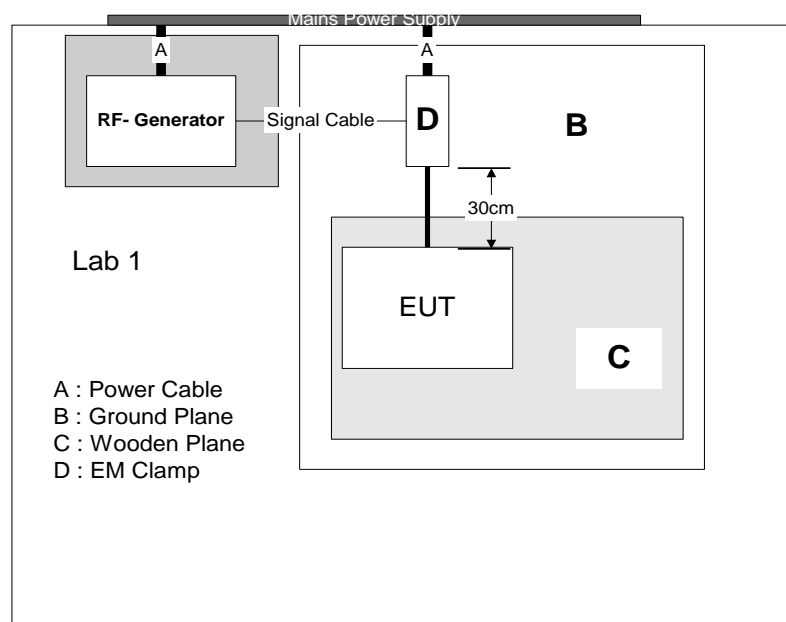 Mains Power Supply
A
A
RF- Generator
Signal Cable
D
B
30cm
Lab 1
EUT
C
A : Power Cable
B : Ground Plane
C : Wooden Plane
D : EM Clamp